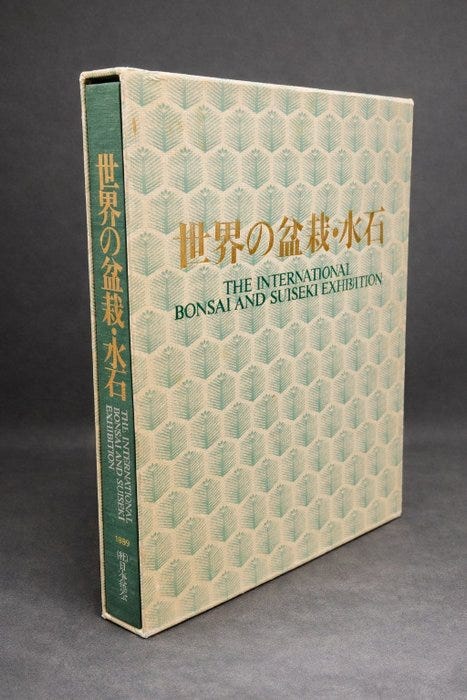 世界の盆栽・水石
THE INTERNATIONAL
BONSAI AND SUISEKI EXHIBITION
世界の盆栽・水石
THE INTERNATIONAL
BONSAI AND SUISEKI
EXHIBITION
1989